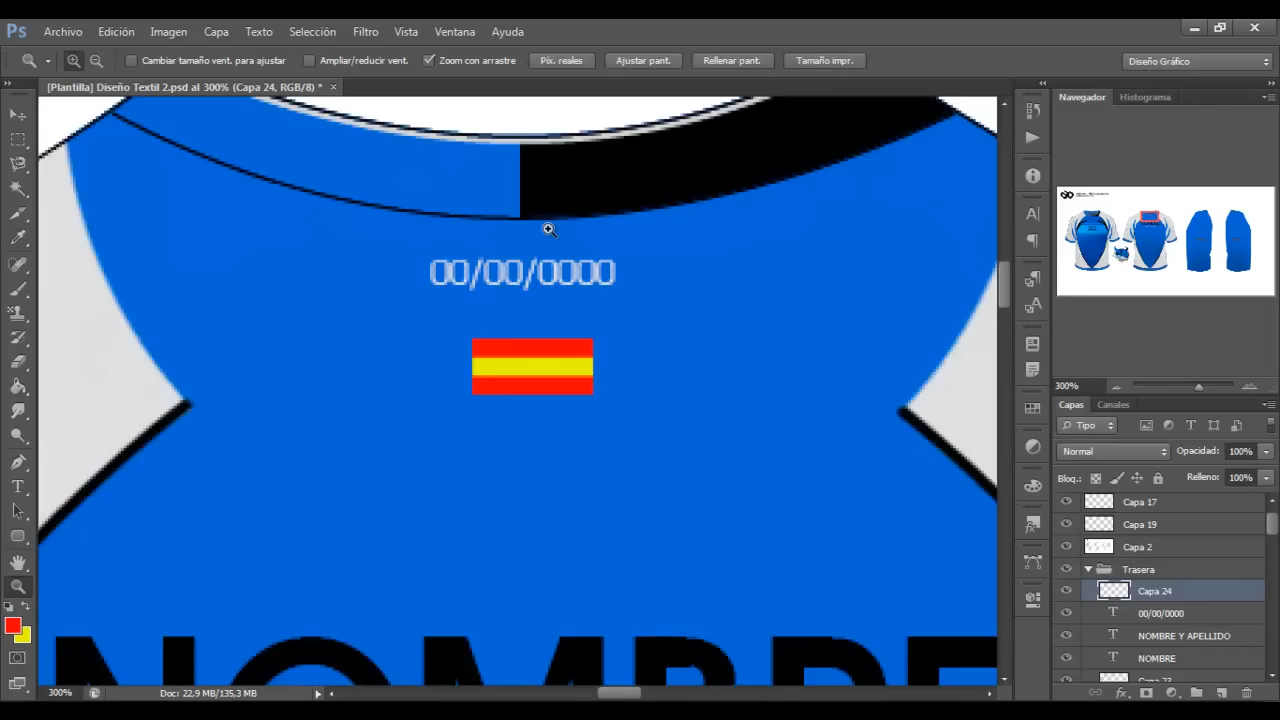 Ps Archivo Edición Imagen Capa Texto Selección Filtro Vista Ventana Ayuda
Cambiar tamaño vent. para ajustar Ampliar/reducir vent. Zoom con arrastre Píx. reales Ajustar pant. Rellenar pant. Tamaño impr. Diseño Gráfico
[Plantilla] Diseño Textil 2.psd al 300% (Capa 24, RGB/8) *
Navegador Histograma
00/00/0000
NOMBRE
300%
Capas Canales
Tipo
Normal Opacidad: 100%
Bloq.: Relleno: 100%
Capa 17
Capa 19
Capa 2
Trasera
Capa 24
00/00/0000
NOMBRE Y APELLIDO
NOMBRE
Capa 23
300% Doc: 22,9 MB/135,3 MB